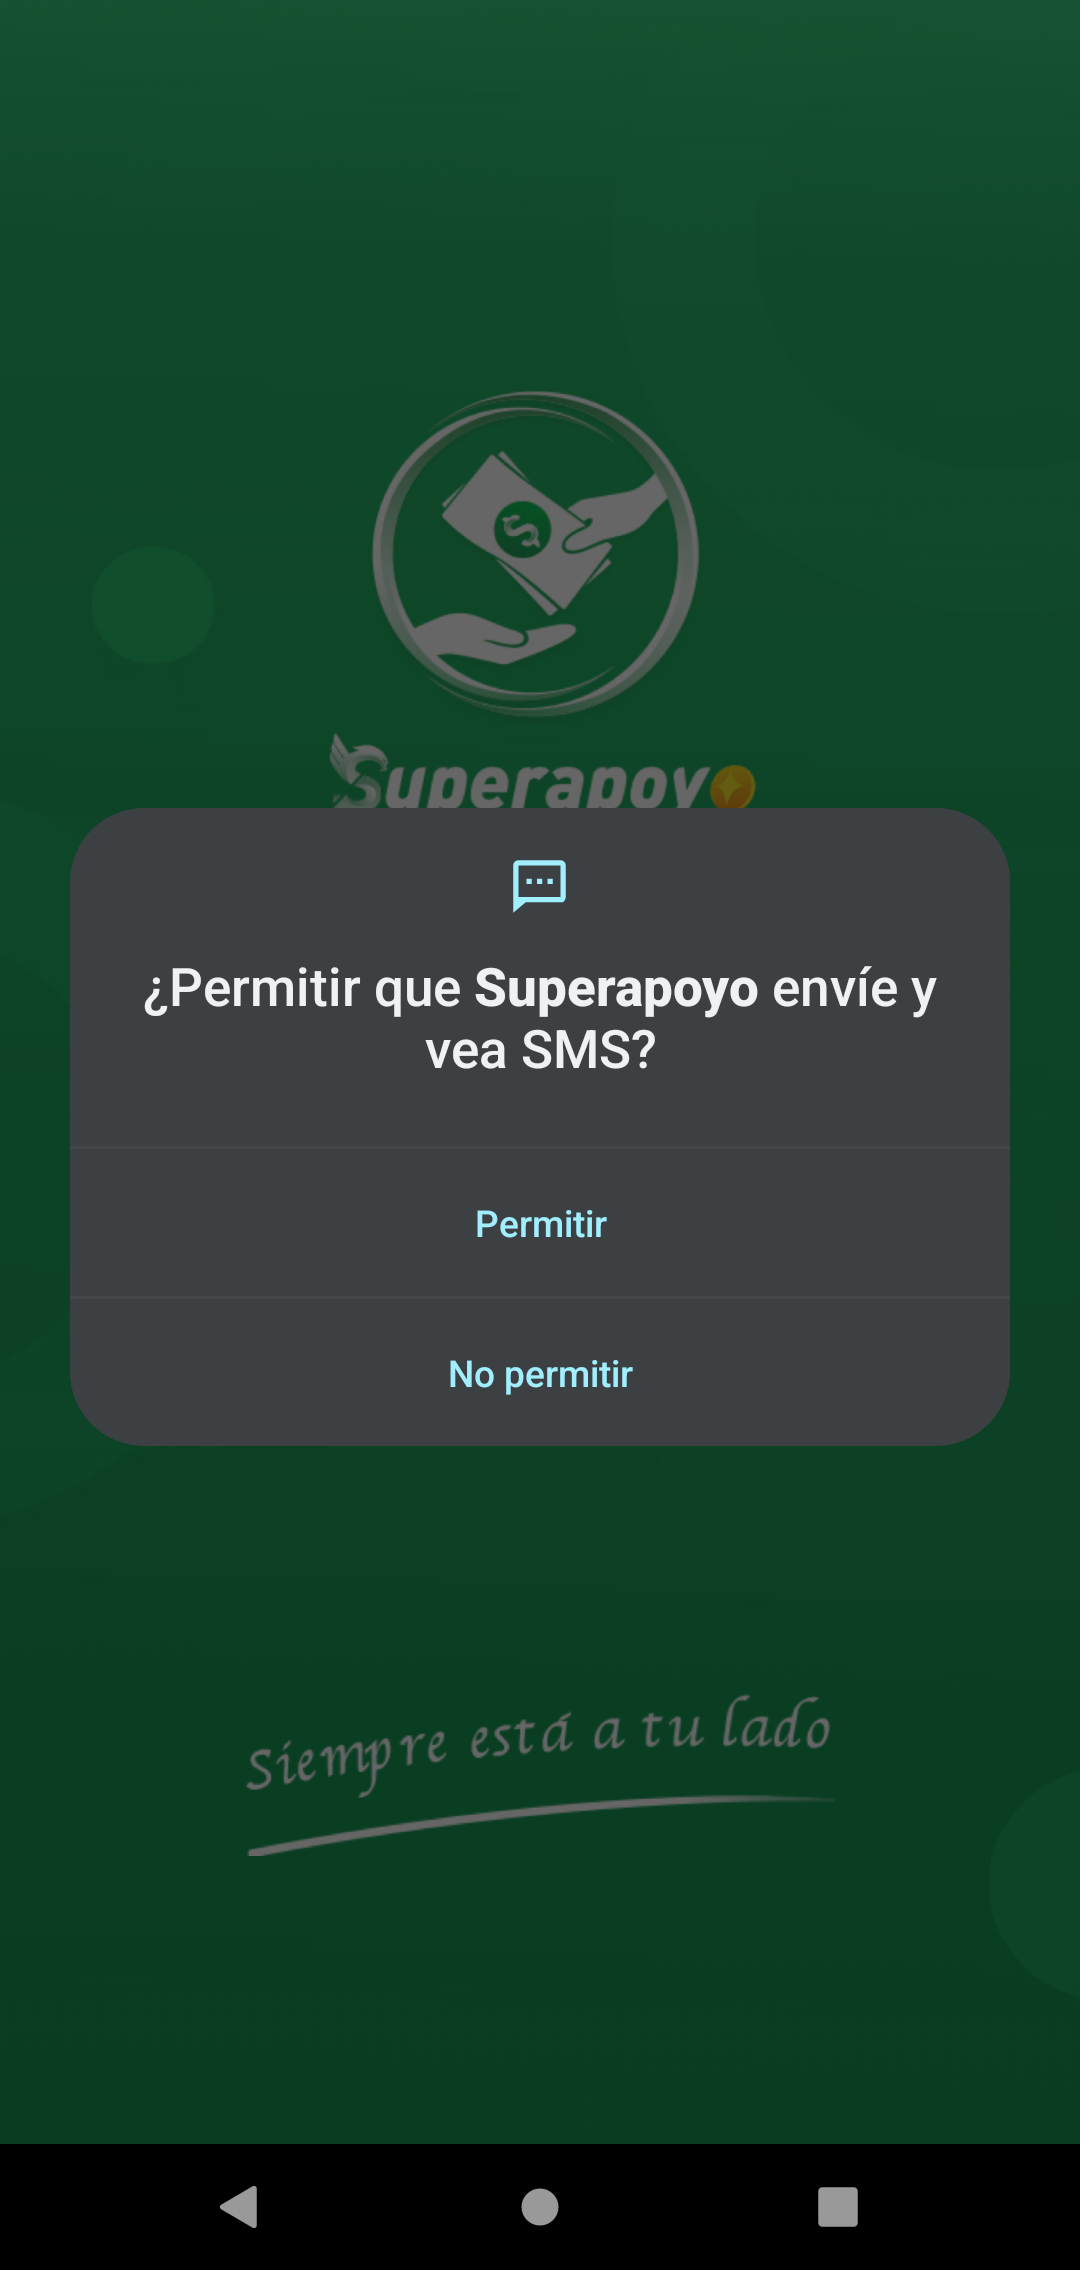 Superapoyo
¿Permitir que Superapoyo envíe y
vea SMS?
Permitir
No permitir
Siempre está a tu lado